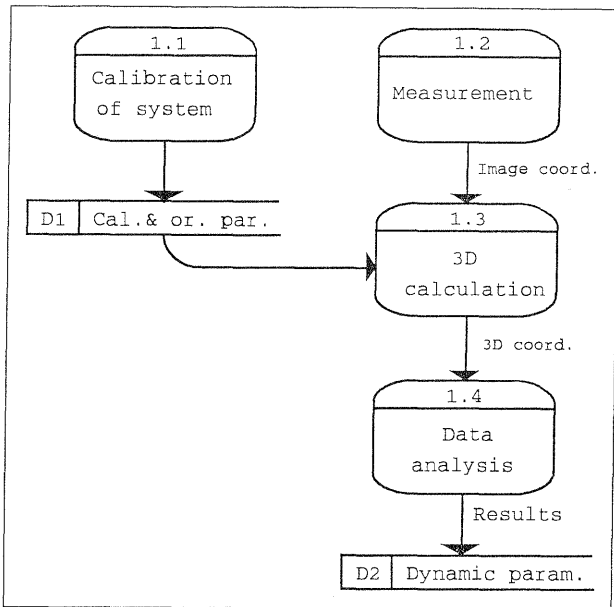 1.1
Calibration
of system
1.2
Measurement
Image coord.
D1 Cal.& or. par.
1.3
3D
calculation
3D coord.
1.4
Data
analysis
Results
D2 Dynamic param.